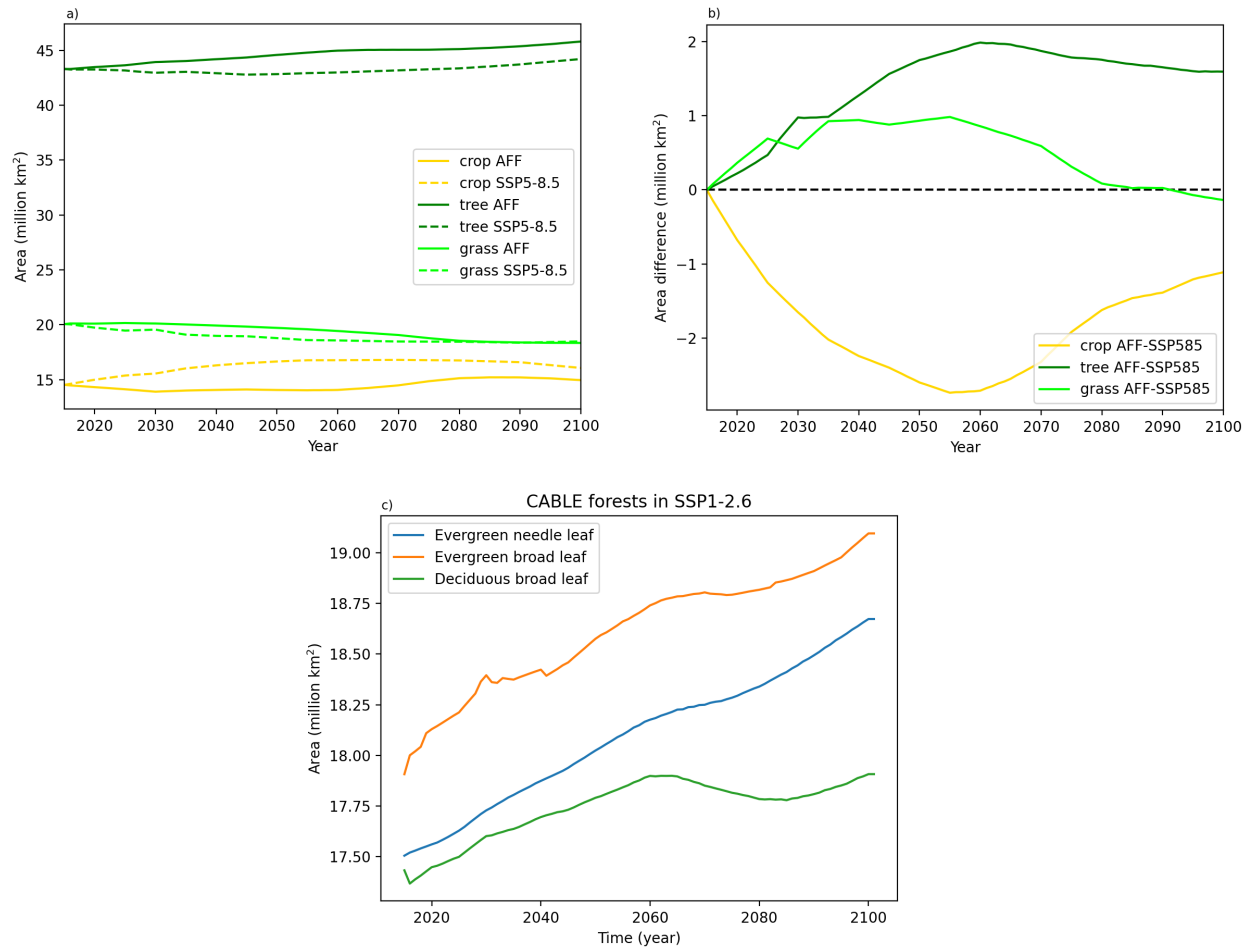 a)
45
40
35
30
25
20
15
Area (million km²)
2020 2030 2040 2050 2060 2070 2080 2090 2100
Year
crop AFF
crop SSP5-8.5
tree AFF
tree SSP5-8.5
grass AFF
grass SSP5-8.5
b)
2
1
0
−1
−2
Area difference (million km²)
2020 2030 2040 2050 2060 2070 2080 2090 2100
Year
crop AFF-SSP585
tree AFF-SSP585
grass AFF-SSP585
c)
CABLE forests in SSP1-2.6
Evergreen needle leaf
Evergreen broad leaf
Deciduous broad leaf
19.00
18.75
18.50
18.25
18.00
17.75
17.50
Area (million km²)
2020 2040 2060 2080 2100
Time (year)